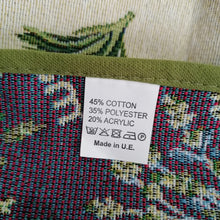 45% COTTON
35% POLYESTER
20% ACRYLIC
Made in U.E.